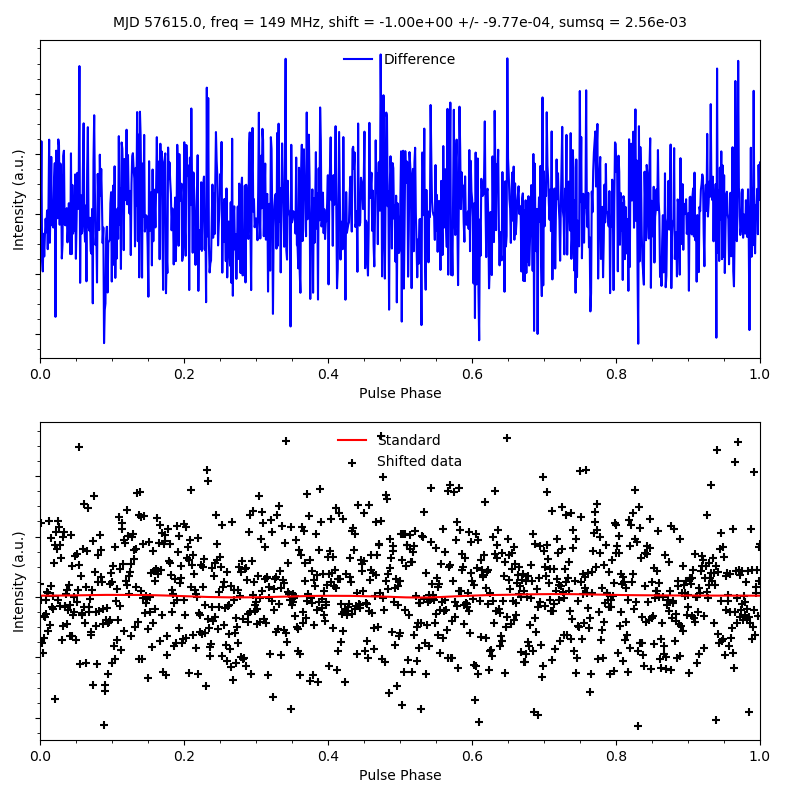 MJD 57615.0, freq = 149 MHz, shift = -1.00e+00 +/- -9.77e-04, sumsq = 2.56e-03
Difference
Intensity (a.u.)
0.0 0.2 0.4 0.6 0.8 1.0
Pulse Phase
Standard
Shifted data
Intensity (a.u.)
0.0 0.2 0.4 0.6 0.8 1.0
Pulse Phase